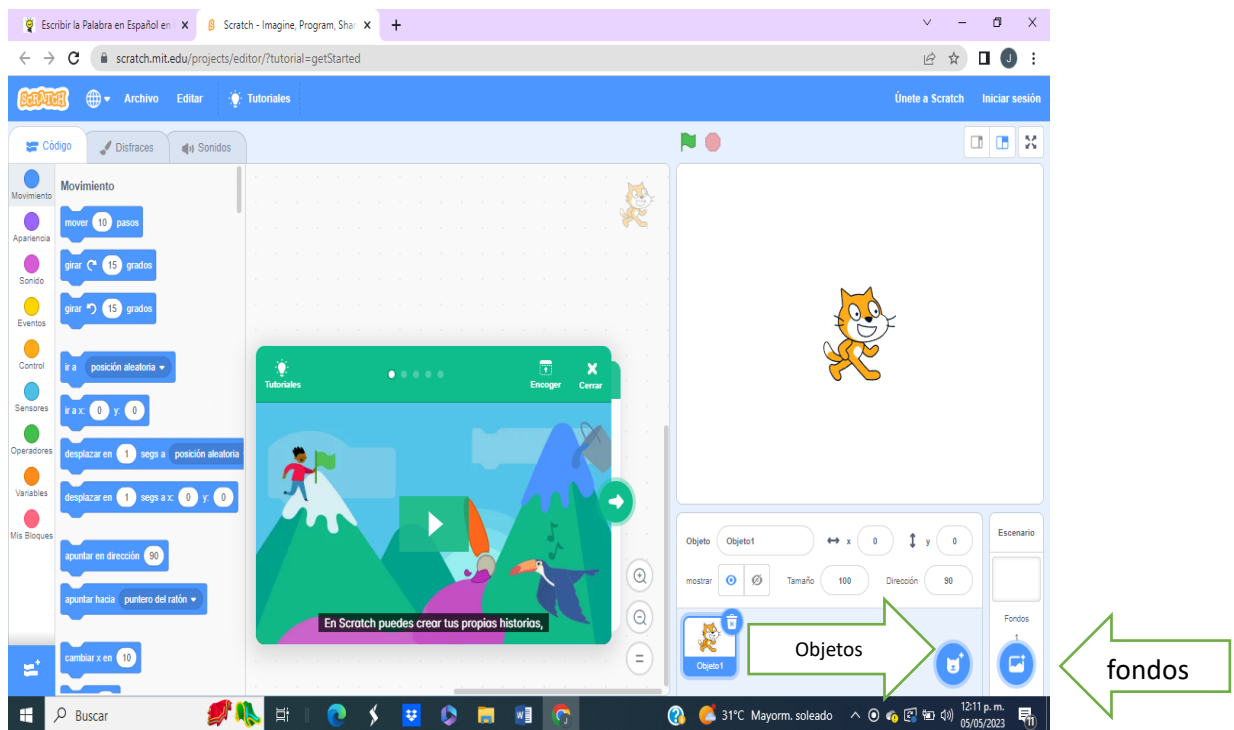 Escribir la Palabra en Español en
Scratch - Imagine, Program, Shar
scratch.mit.edu/projects/editor/?tutorial=getStarted
J
SCRATCH Archivo Editar Tutoriales Únete a Scratch Iniciar sesión
Código Disfraces Sonidos
Movimiento
Apariencia
Sonido
Eventos
Control
Sensores
Operadores
Variables
Mis Bloques
Movimiento
mover 10 pasos
girar 15 grados
girar 15 grados
ir a posición aleatoria
ir a x: 0 y: 0
desplazar en 1 segs a posición aleatoria
desplazar en 1 segs a x: 0 y: 0
apuntar en dirección 90
apuntar hacia puntero del ratón
cambiar x en 10
Tutoriales Encoger Cerrar
En Scratch puedes crear tus propias historias,
Objeto Objeto1 x 0 y 0
mostrar Tamaño 100 Dirección 90
Objeto1
Escenario
Fondos
1
Objetos
fondos
Buscar
31°C Mayorm. soleado
12:11 p. m.
05/05/2023
11